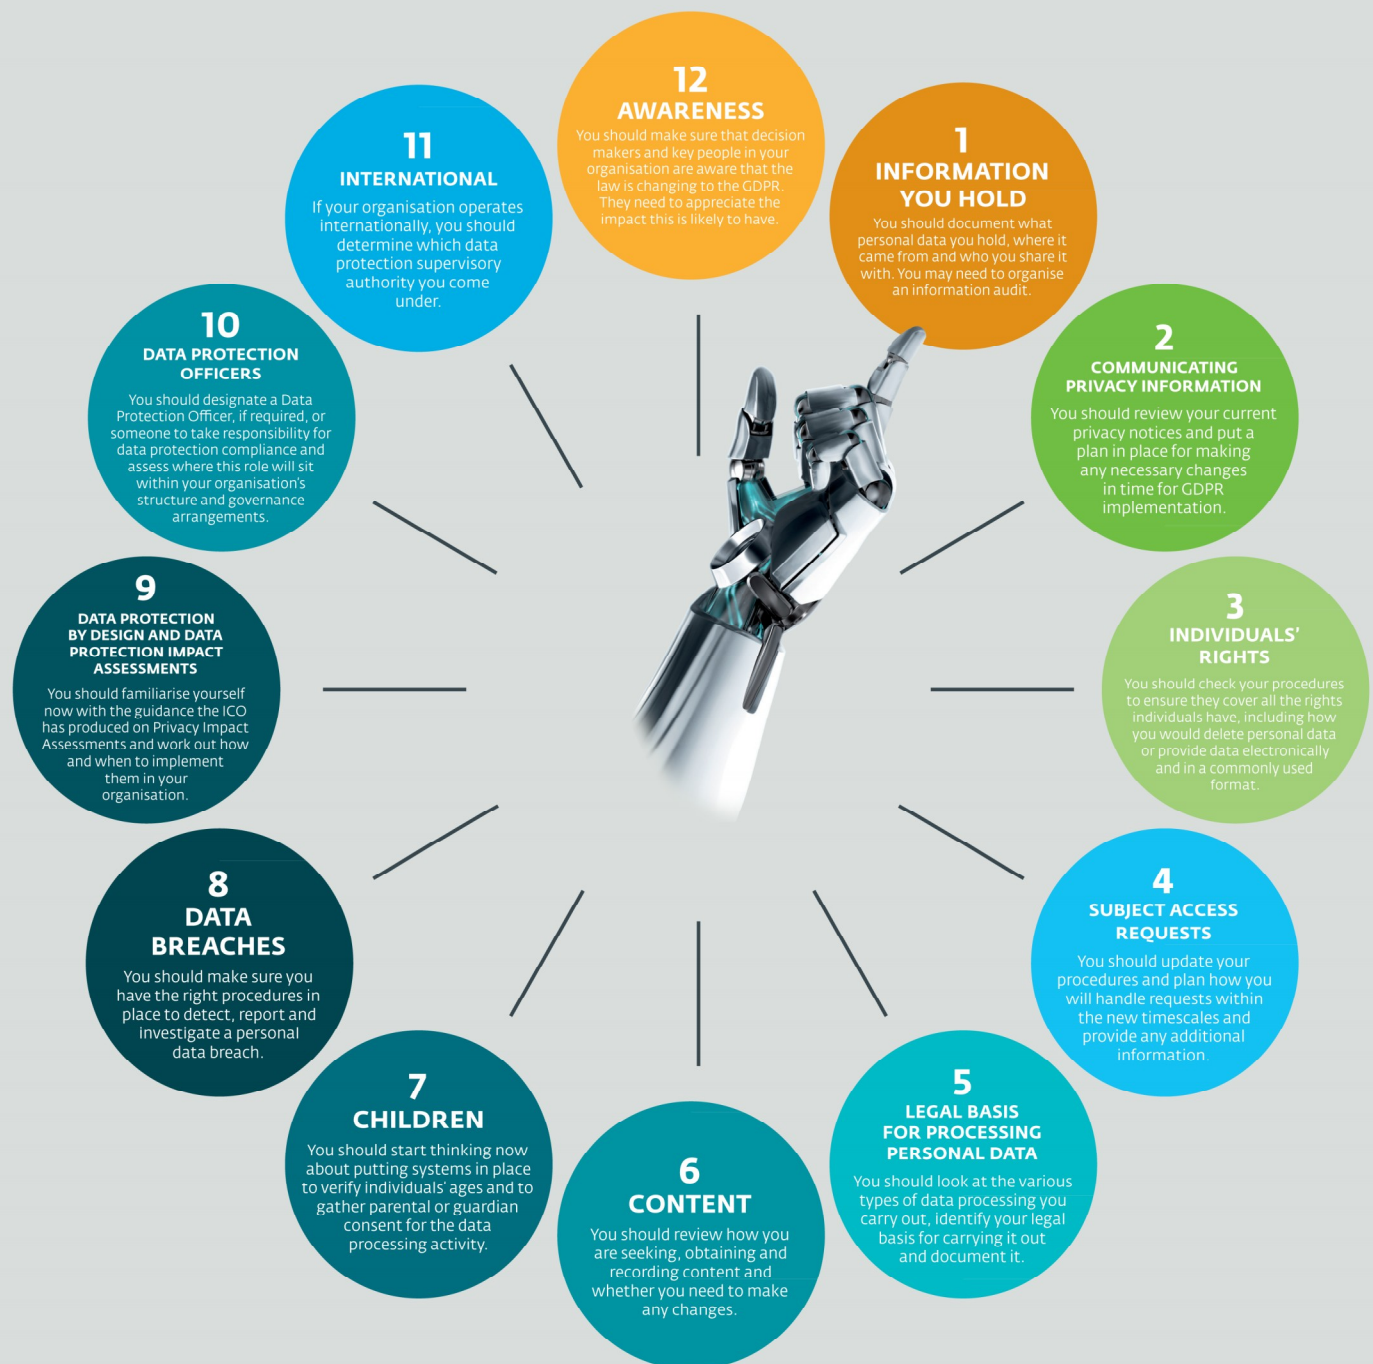 12
AWARENESS
You should make sure that decision
makers and key people in your
organisation are aware that the
law is changing to the GDPR.
They need to appreciate the
impact this is likely to have.
1
INFORMATION
YOU HOLD
You should document what
personal data you hold, where it
came from and who you share it
with. You may need to organise
an information audit.
2
COMMUNICATING
PRIVACY INFORMATION
You should review your current
privacy notices and put a
plan in place for making
any necessary changes
in time for GDPR
implementation.
3
INDIVIDUALS'
RIGHTS
You should check your procedures
to ensure they cover all the rights
individuals have, including how
you would delete personal data
or provide data electronically
and in a commonly used
format.
4
SUBJECT ACCESS
REQUESTS
You should update your
procedures and plan how you
will handle requests within
the new timescales and
provide any additional
information.
5
LEGAL BASIS
FOR PROCESSING
PERSONAL DATA
You should look at the various
types of data processing you
carry out, identify your legal
basis for carrying it out
and document it.
6
CONTENT
You should review how you
are seeking, obtaining and
recording content and
whether you need to make
any changes.
7
CHILDREN
You should start thinking now
about putting systems in place
to verify individuals' ages and to
gather parental or guardian
consent for the data
processing activity.
8
DATA
BREACHES
You should make sure you
have the right procedures in
place to detect, report and
investigate a personal
data breach.
9
DATA PROTECTION
BY DESIGN AND DATA
PROTECTION IMPACT
ASSESSMENTS
You should familiarise yourself
now with the guidance the ICO
has produced on Privacy Impact
Assessments and work out how
and when to implement
them in your
organisation.
10
DATA PROTECTION
OFFICERS
You should designate a Data
Protection Officer, if required, or
someone to take responsibility for
data protection compliance and
assess where this role will sit
within your organisation's
structure and governance
arrangements.
11
INTERNATIONAL
If your organisation operates
internationally, you should
determine which data
protection supervisory
authority you come
under.